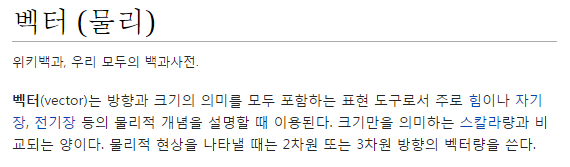 벡터 (물리)
위키백과, 우리 모두의 백과사전.
벡터(vector)는 방향과 크기의 의미를 모두 포함하는 표현 도구로서 주로 힘이나 자기
장, 전기장 등의 물리적 개념을 설명할 때 이용된다. 크기만을 의미하는 스칼라량과 비
교되는 양이다. 물리적 현상을 나타낼 때는 2차원 또는 3차원 방향의 벡터량을 쓴다.